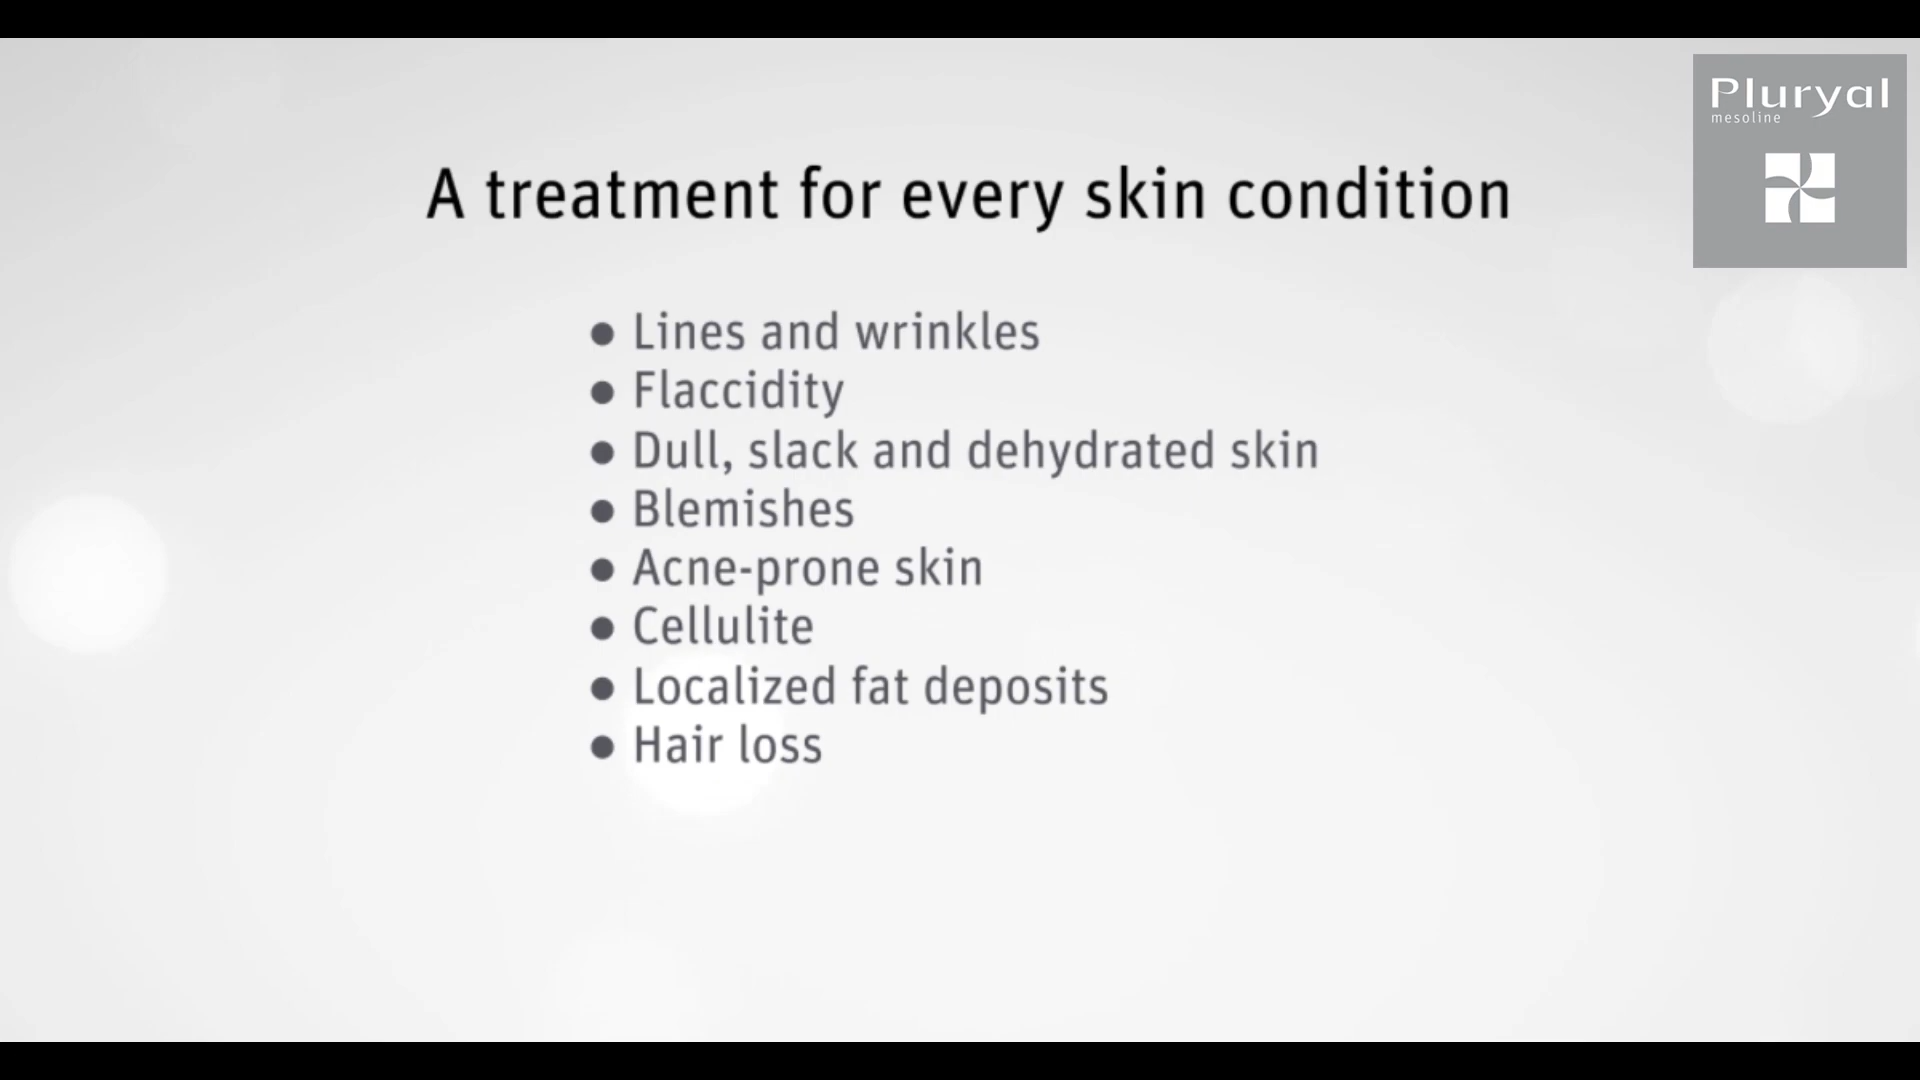 Pluryal
mesoline
A treatment for every skin condition
● Lines and wrinkles
● Flaccidity
● Dull, slack and dehydrated skin
● Blemishes
● Acne-prone skin
● Cellulite
● Localized fat deposits
● Hair loss